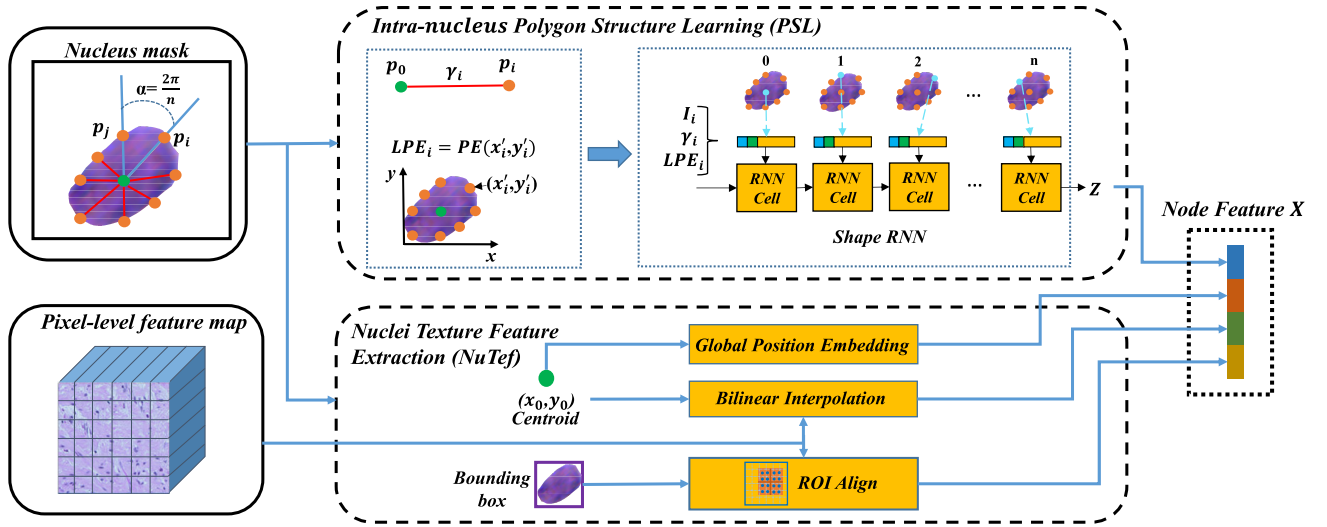 Nucleus mask
α= 2π/n
p_j
p_i
Intra-nucleus Polygon Structure Learning (PSL)
p_0
γ_i
p_i
LPE_i = PE(x′_i,y′_i)
y
(x′_i,y′_i)
x
0
1
2
n
...
I_i
γ_i
LPE_i
RNN Cell
RNN Cell
RNN Cell
...
RNN Cell
Z
Shape RNN
Node Feature X
Pixel-level feature map
Nuclei Texture Feature
Extraction (NuTef)
Global Position Embedding
(x_0,y_0)
Centroid
Bilinear Interpolation
Bounding
box
ROI Align